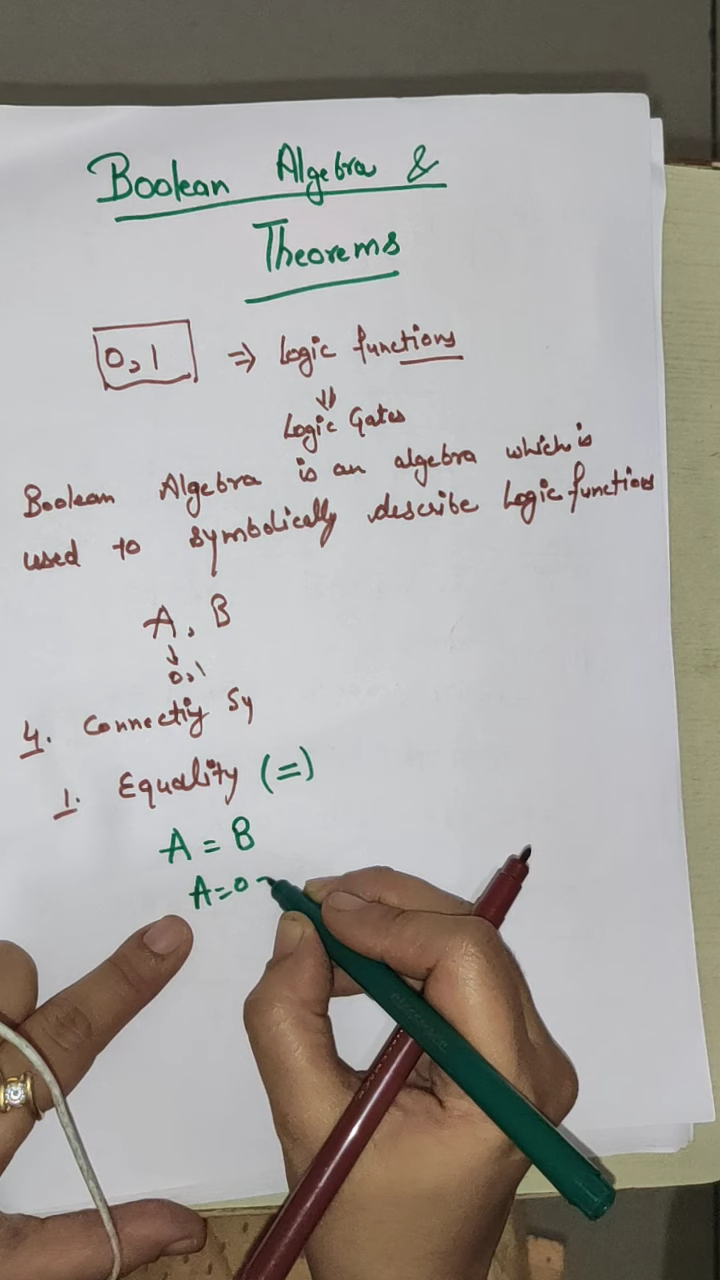 Boolean Algebra &
Theorems
0,1 => Logic functions
Logic Gates
Boolean Algebra is an algebra which is
used to symbolically describe Logic functions
A, B
0,1
4. Connectiy Sy
1. Equality (=)
A = B
A=0